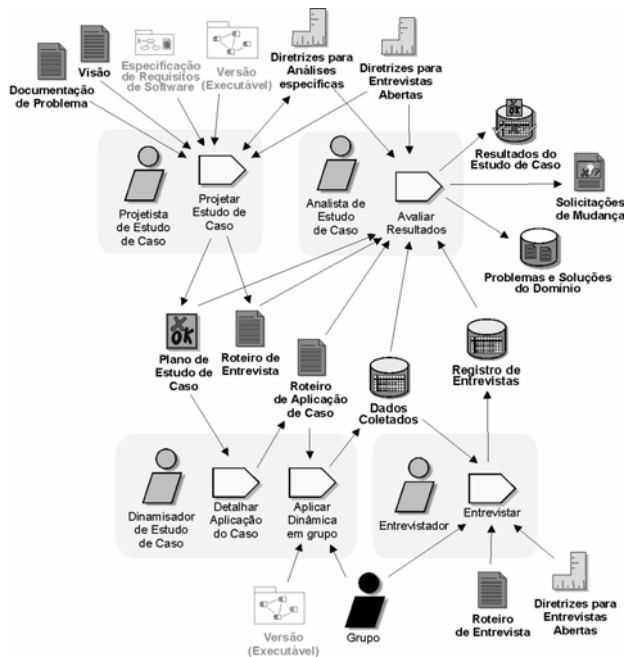 Visão
Documentação
de Problema
Especificação
de Requisitos
de Software
Versão
(Executável)
Diretrizes para
Análises
específicas
Diretrizes para
Entrevistas
Abertas
Projetista de
Estudo
de Caso
Projetar
Estudo de
Caso
Analista de
Estudo de
Caso
Avaliar
Resultados
Resultados do
Estudo de Caso
Solicitações
de Mudança
Problemas e Soluções
do Domínio
OK
Plano de
Estudo de
Caso
Roteiro de
Entrevista
Roteiro
de Aplicação
de Caso
Dados
Coletados
Registro de
Entrevistas
Dinamisador
de Estudo
de Caso
Detalhar
Aplicação
do Caso
Aplicar
Dinâmica
em grupo
Entrevistador
Entrevistar
Versão
(Executável)
Grupo
Roteiro
de Entrevista
Diretrizes para
Entrevistas
Abertas